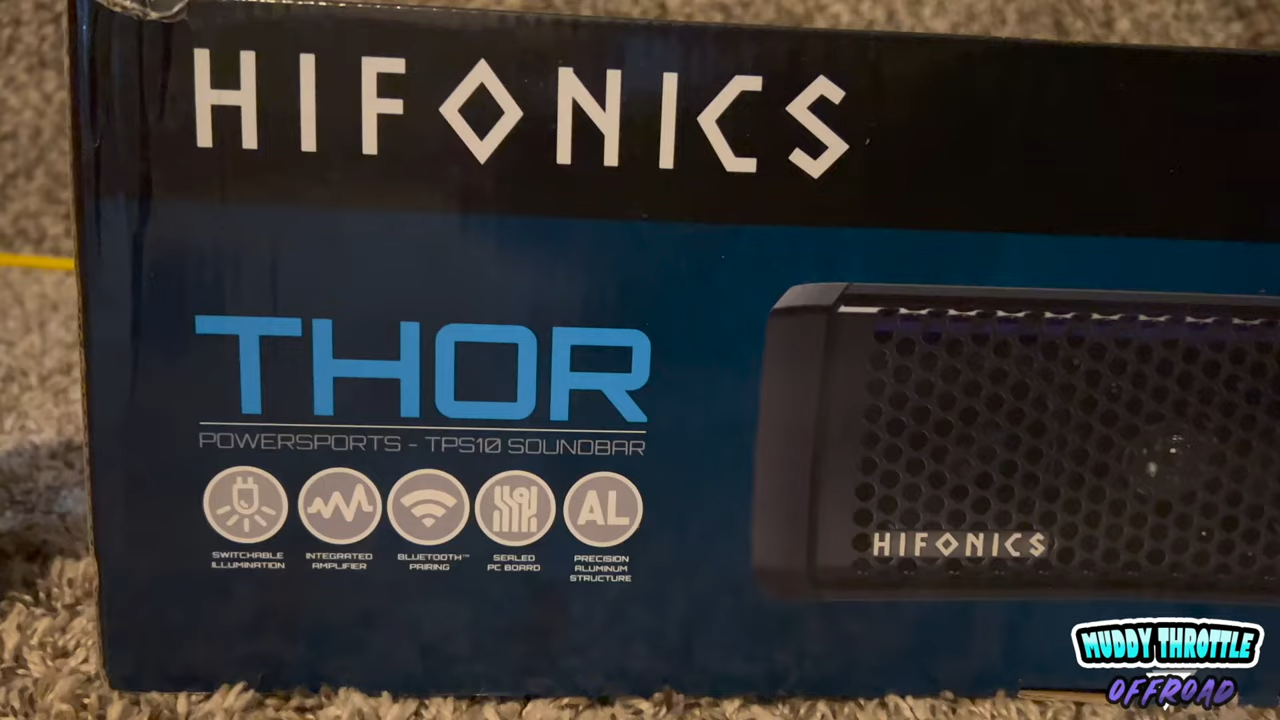 HIFONICS
THOR
POWERSPORTS - TPS10 SOUNDBAR
AL
SWITCHABLE
ILLUMINATION
INTEGRATED
AMPLIFIER
BLUETOOTH™
PAIRING
SEALED
PC BOARD
PRECISION
ALUMINUM
STRUCTURE
HIFONICS
MUDDY THROTTLE
OFFROAD